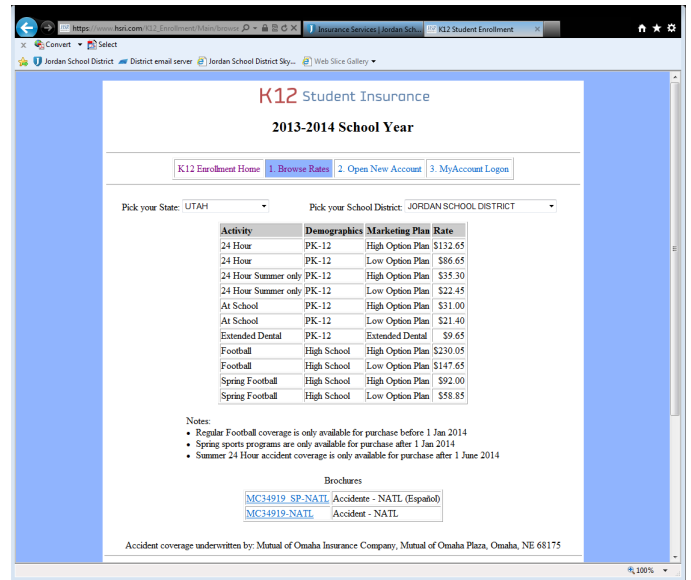 https://www.hsri.com/K12_Enrollment/Main/browse
Insurance Services | Jordan Sch...
K12 Student Enrollment
x Convert Select
Jordan School District District email server Jordan School District Sky... Web Slice Gallery
K12 Student Insurance
2013-2014 School Year
K12 Enrollment Home 1. Browse Rates 2. Open New Account 3. MyAccount Logon
Pick your State: UTAH Pick your School District: JORDAN SCHOOL DISTRICT
Activity Demographics Marketing Plan Rate
24 Hour PK-12 High Option Plan $132.65
24 Hour PK-12 Low Option Plan $86.65
24 Hour Summer only PK-12 High Option Plan $35.30
24 Hour Summer only PK-12 Low Option Plan $22.45
At School PK-12 High Option Plan $31.00
At School PK-12 Low Option Plan $21.40
Extended Dental PK-12 Extended Dental $9.65
Football High School High Option Plan $230.05
Football High School Low Option Plan $147.65
Spring Football High School High Option Plan $92.00
Spring Football High School Low Option Plan $58.85
Notes:
• Regular Football coverage is only available for purchase before 1 Jan 2014
• Spring sports programs are only available for purchase after 1 Jan 2014
• Summer 24 Hour accident coverage is only available for purchase after 1 June 2014
Brochures
MC34919_SP-NATL Accidente - NATL (Español)
MC34919-NATL Accident - NATL
Accident coverage underwritten by: Mutual of Omaha Insurance Company, Mutual of Omaha Plaza, Omaha, NE 68175
100%